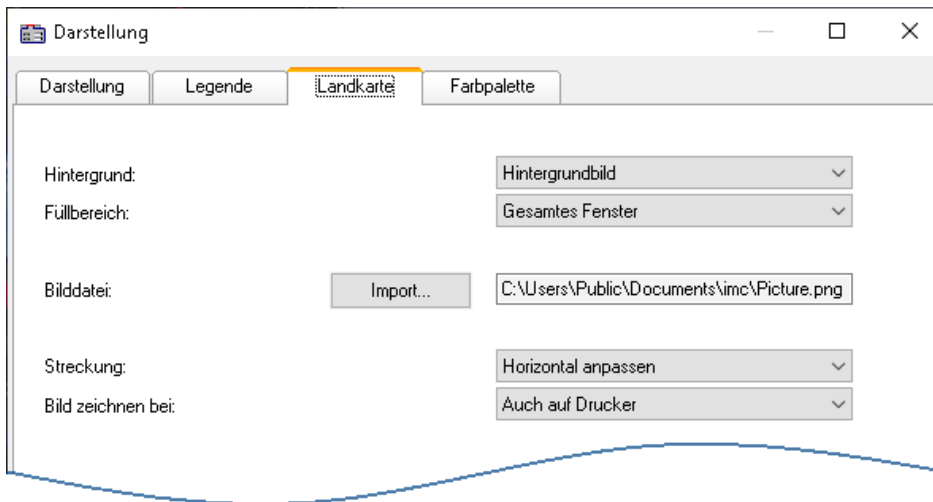 Darstellung
Darstellung Legende Landkarte Farbpalette
Hintergrund: Hintergrundbild
Füllbereich: Gesamtes Fenster
Bilddatei: Import... C:\Users\Public\Documents\imc\Picture.png
Streckung: Horizontal anpassen
Bild zeichnen bei: Auch auf Drucker